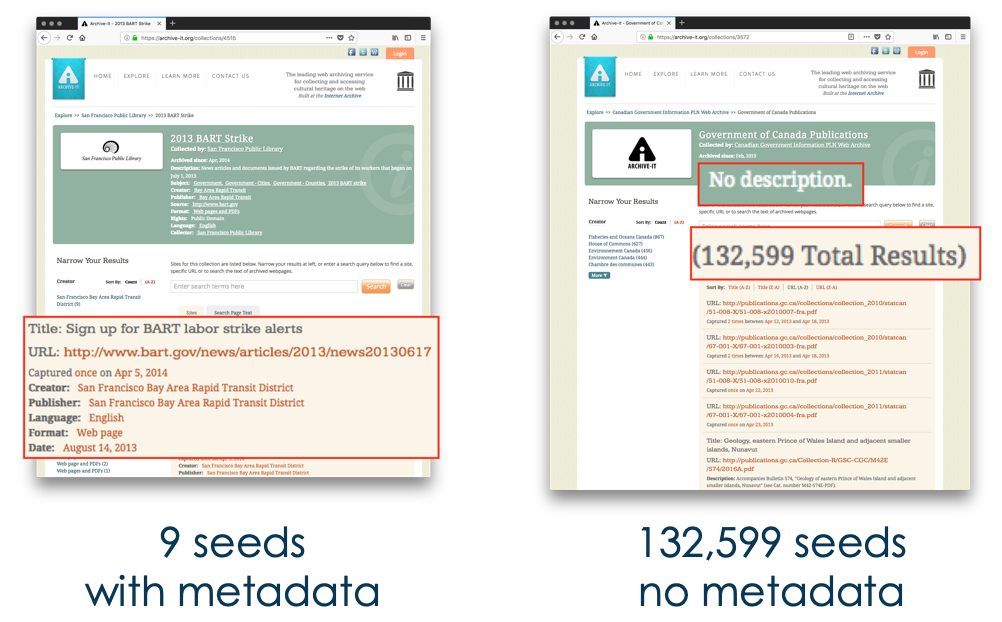 Archive-It - 2013 BART Strike
https://archive-it.org/collections/4515
Login
ARCHIVE-IT
HOME EXPLORE LEARN MORE CONTACT US
The leading web archiving service
for collecting and accessing
cultural heritage on the web
Built at the Internet Archive
Explore >> San Francisco Public Library >> 2013 BART Strike
San Francisco Public Library
2013 BART Strike
Collected by: San Francisco Public Library
Archived since: Apr, 2014
Description: News articles and documents issued by BART regarding the strike of its workers that began on
July 1, 2013
Subject: Government, Government - Cities, Government - Counties, 2013 BART strike
Creator: Bay Area Rapid Transit
Publisher: Bay Area Rapid Transit
Source: http://www.bart.gov
Format: Web pages and PDFs
Rights: Public Domain
Language: English
Collector: San Francisco Public Library
Narrow Your Results
Creator Sort By: Count (A-Z)
San Francisco Bay Area Rapid Transit
District (9)
Sites for this collection are listed below. Narrow your results at left, or enter a search query below to find a site,
specific URL or to search the text of archived webpages.
Enter search terms here Search Clear
Sites Search Page Text
Title: Sign up for BART labor strike alerts
URL: http://www.bart.gov/news/articles/2013/news20130617
Captured once on Apr 5, 2014
Creator: San Francisco Bay Area Rapid Transit District
Publisher: San Francisco Bay Area Rapid Transit District
Language: English
Format: Web page
Date: August 14, 2013
Web page and PDFs (2)
Web pages and PDFs (1)
Creator: San Francisco Bay Area Rapid Transit District
Publisher: San Francisco Bay Area Rapid Transit District
9 seeds
with metadata
Archive-It - Government of C
https://archive-it.org/collections/3572
Login
ARCHIVE-IT
HOME EXPLORE LEARN MORE CONTACT US
The leading web archiving service
for collecting and accessing
cultural heritage on the web
Built at the Internet Archive
Explore >> Canadian Government Information PLN Web Archive >> Government of Canada Publications
ARCHIVE-IT
Government of Canada Publications
Collected by: Canadian Government Information PLN Web Archive
Archived since: Feb, 2013
No description.
Narrow Your Results
Creator Sort By: Count (A-Z)
Fisheries and Oceans Canada (867)
House of Commons (627)
Environnement Canada (456)
Environment Canada (444)
Chambre des communes (443)
More
search query below to find a site,
specific URL or to search the text of archived webpages.
(132,599 Total Results)
Sort By: Title (A-Z) | Title (Z-A) | URL (A-Z) | URL (Z-A)
URL: http://publications.gc.ca/collections/collection_2010/statcan
/51-008-X/51-008-x2010007-fra.pdf
Captured 2 times between Apr 12, 2013 and Apr 18, 2013
URL: http://publications.gc.ca/collections/collection_2010/statcan
/67-001-X/67-001-x2010003-fra.pdf
Captured 2 times between Apr 16, 2013 and Apr 18, 2013
URL: http://publications.gc.ca/collections/collection_2011/statcan
/51-008-X/51-008-x2010010-fra.pdf
Captured once on Apr 22, 2013
URL: http://publications.gc.ca/collections/collection_2011/statcan
/67-001-X/67-001-x2010004-fra.pdf
Captured once on Apr 23, 2013
Title: Geology, eastern Prince of Wales Island and adjacent smaller
islands, Nunavut
URL: http://publications.gc.ca/Collection-R/GSC-CGC/M42E
/574/2016A.pdf
Description: Accompanies Bulletin 574, "Geology of eastern Prince of Wales Island and adjacent
smaller islands, Nunavut" (see Cat. number M42-574E-PDF).
132,599 seeds
no metadata